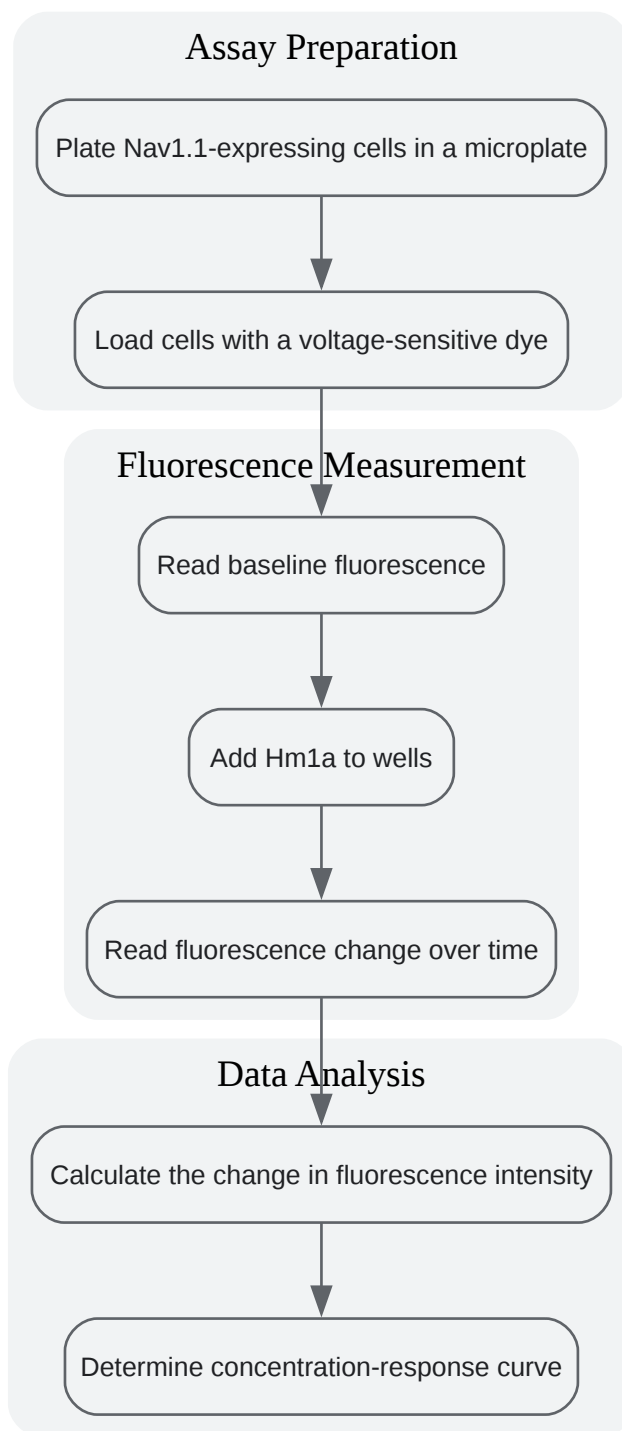 Assay Preparation
Plate Nav1.1-expressing cells in a microplate
Load cells with a voltage-sensitive dye
Fluorescence Measurement
Read baseline fluorescence
Add Hm1a to wells
Read fluorescence change over time
Data Analysis
Calculate the change in fluorescence intensity
Determine concentration-response curve